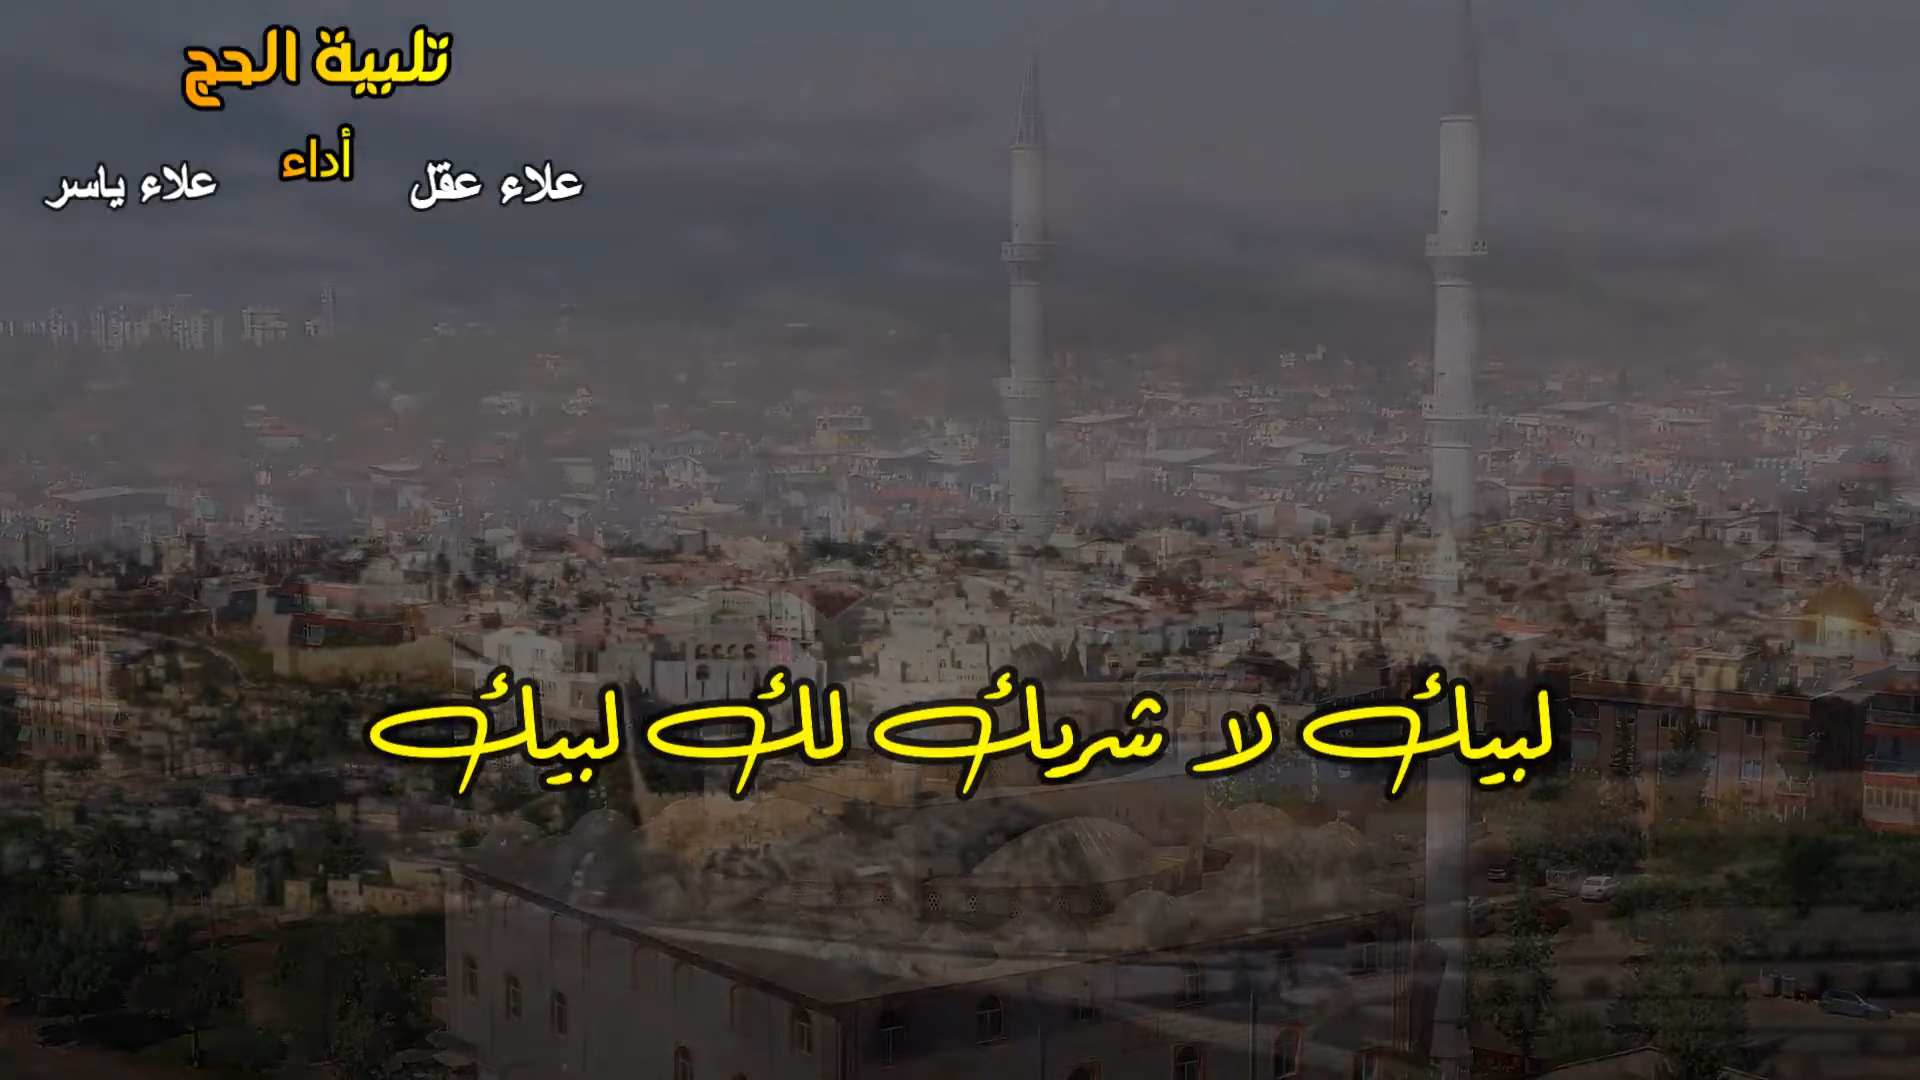 تلبية الحج
أداء
علاء عقل
علاء ياسر
لبيك لا شريك لك لبيك